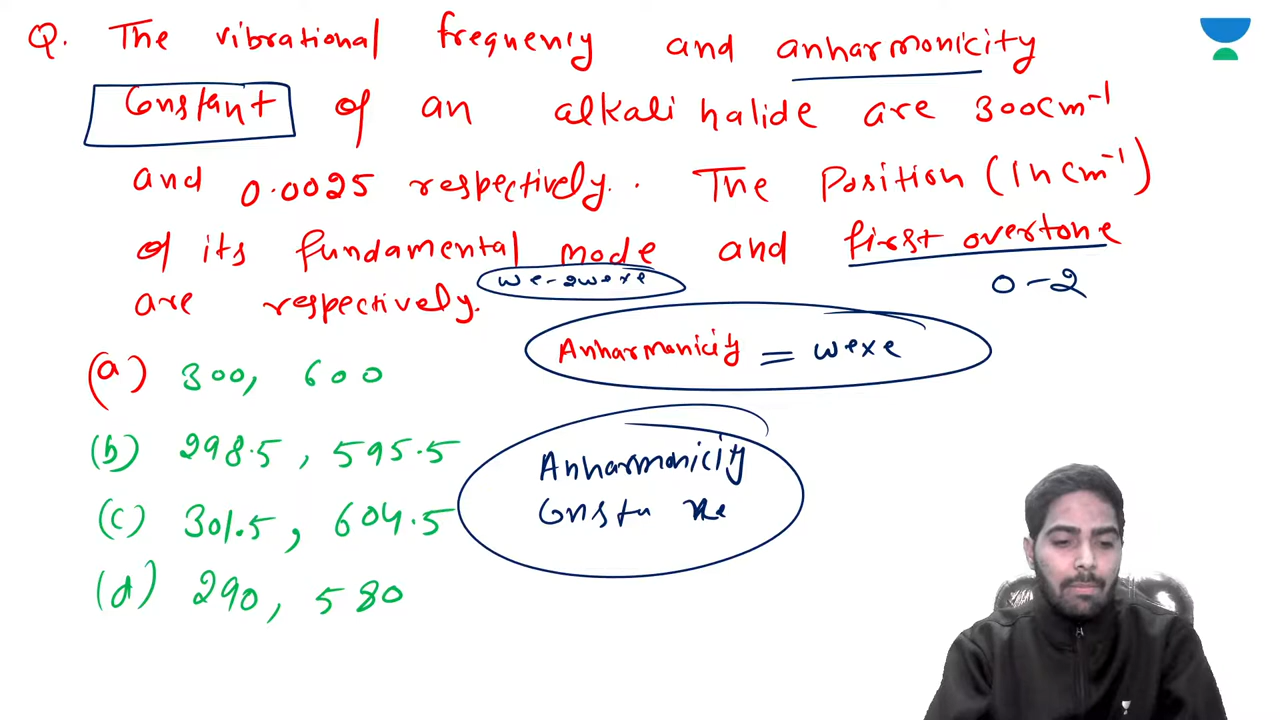 Q. The vibrational frequency and anharmonicity
Constant of an alkali halide are 300cm⁻¹
and 0.0025 respectively. The Position (In Cm⁻¹)
of its fundamental mode and first overtone
we-2wexe 0-2
are respectively.
Anharmonicity = wexe
(a) 300, 600
(b) 298.5, 595.5
Anharmonicity
Constn xe
(c) 301.5, 604.5
(d) 290, 580